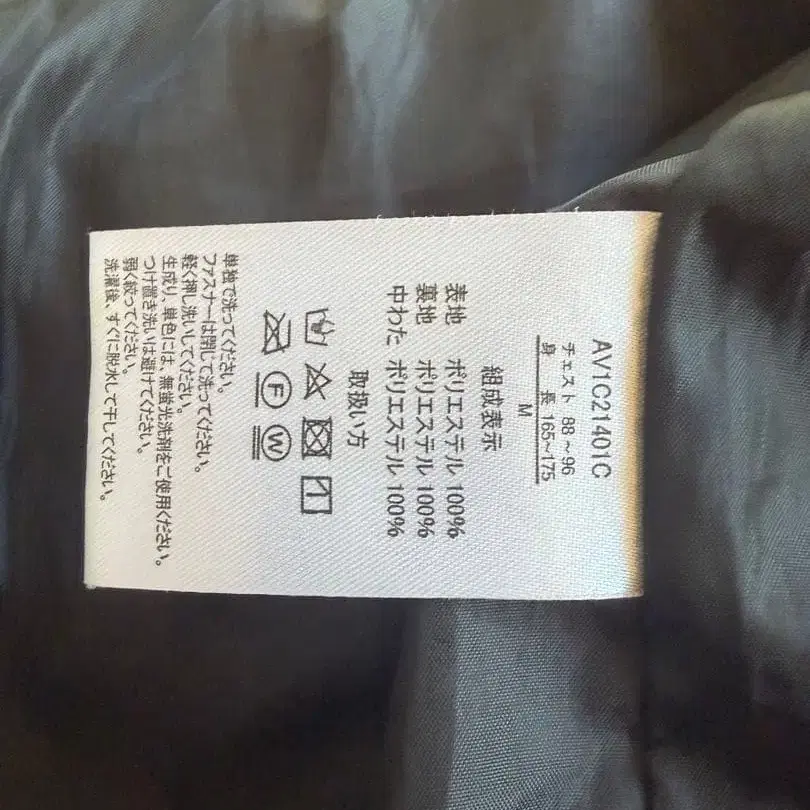 AV1C21401C
チェスト 88～96
身 長 165～175
M
組成表示
表地 ポリエステル 100%
裏地 ポリエステル 100%
中わた ポリエステル 100%
取扱い方
F W
単独で洗ってください。
ファスナーは閉じて洗ってください。
軽く押し洗いしてください。
生成り、単色には、無蛍光洗剤をご使用ください。
つけ置き洗いは避けてください。
弱く絞ってください。
洗濯後、すぐに脱水して干してください。